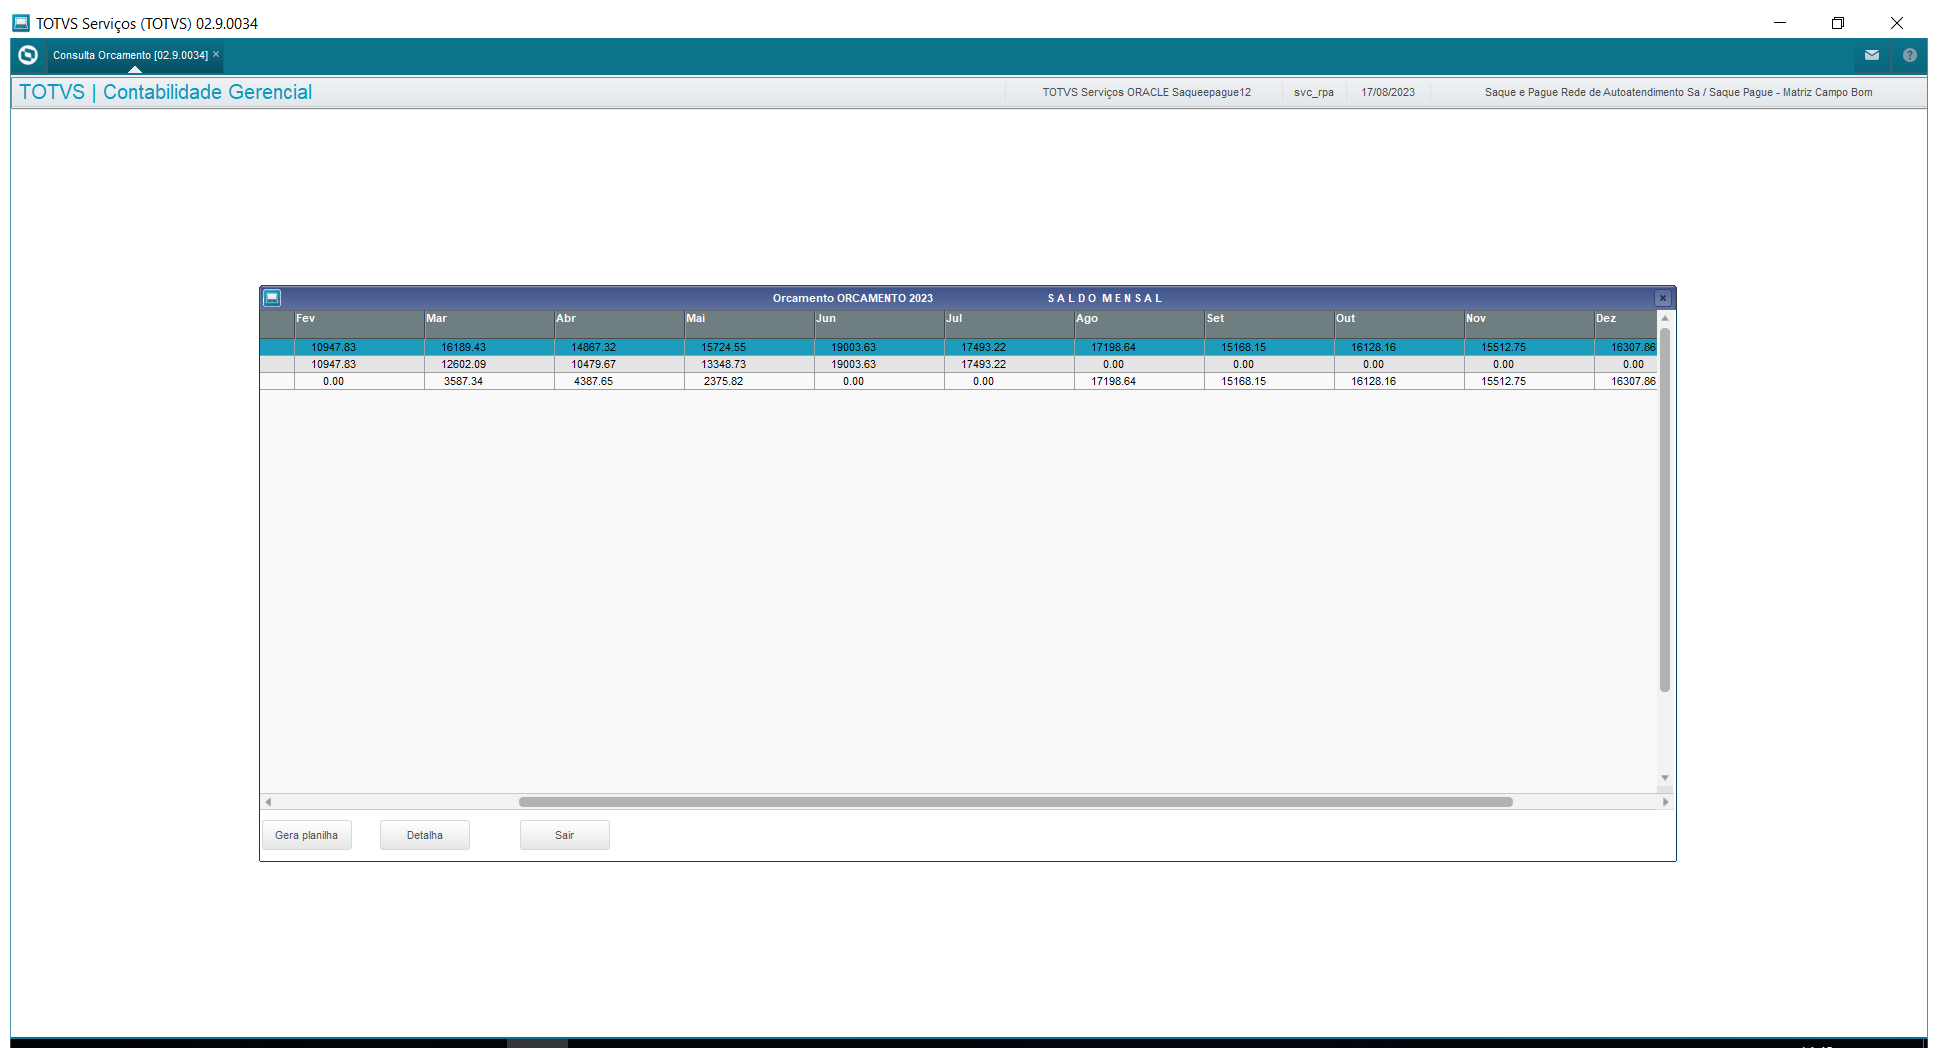 TOTVS Serviços (TOTVS) 02.9.0034
Consulta Orcamento [02.9.0034]
TOTVS | Contabilidade Gerencial TOTVS Serviços ORACLE Saqueepague12 svc_rpa 17/08/2023 Saque e Pague Rede de Autoatendimento Sa / Saque Pague - Matriz Campo Bom
Orcamento ORCAMENTO 2023 S A L D O M E N S A L
Fev Mar Abr Mai Jun Jul Ago Set Out Nov Dez
10947.83 16189.43 14867.32 15724.55 19003.63 17493.22 17198.64 15168.15 16128.16 15512.75 16307.86
10947.83 12602.09 10479.67 13348.73 19003.63 17493.22 0.00 0.00 0.00 0.00 0.00
0.00 3587.34 4387.65 2375.82 0.00 0.00 17198.64 15168.15 16128.16 15512.75 16307.86
Gera planilha Detalha Sair